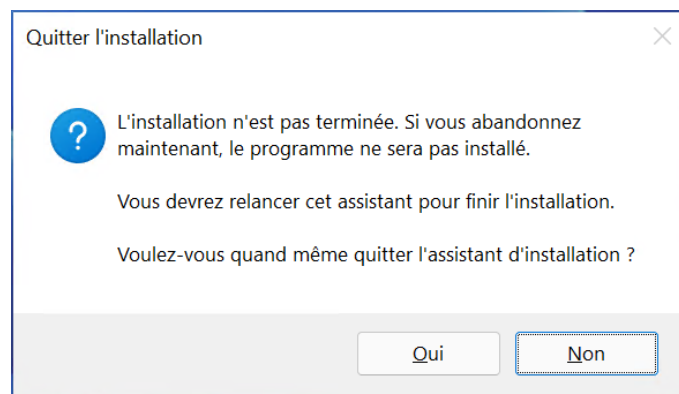 Quitter l'installation
L'installation n'est pas terminée. Si vous abandonnez
maintenant, le programme ne sera pas installé.
Vous devrez relancer cet assistant pour finir l'installation.
Voulez-vous quand même quitter l'assistant d'installation ?
Oui
Non